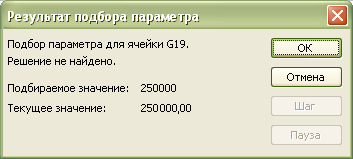 Результат подбора параметра
Подбор параметра для ячейки G19.
Решение не найдено.
Подбираемое значение: 250000
Текущее значение: 250000,00
ОК
Отмена
Шаг
Пауза